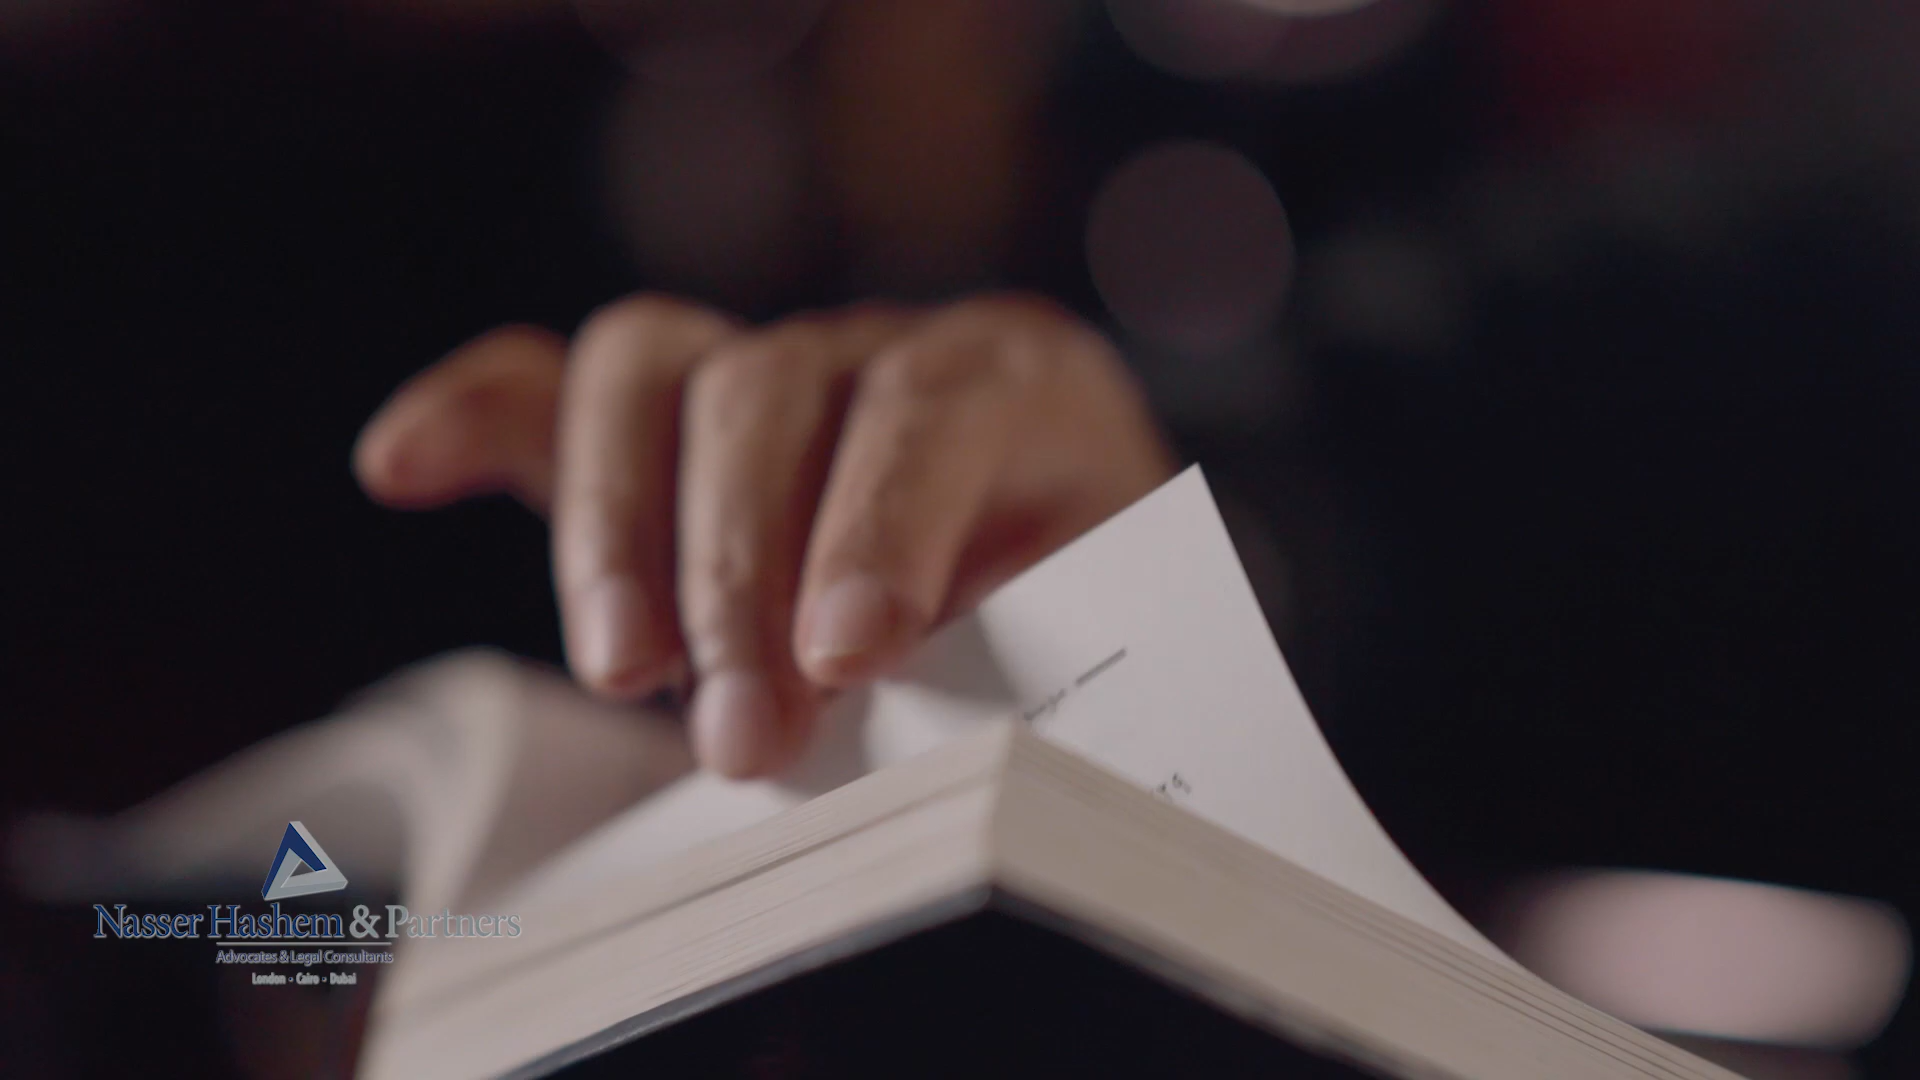 Nasser Hashem & Partners
Advocates & Legal Consultants
London - Cairo - Dubai